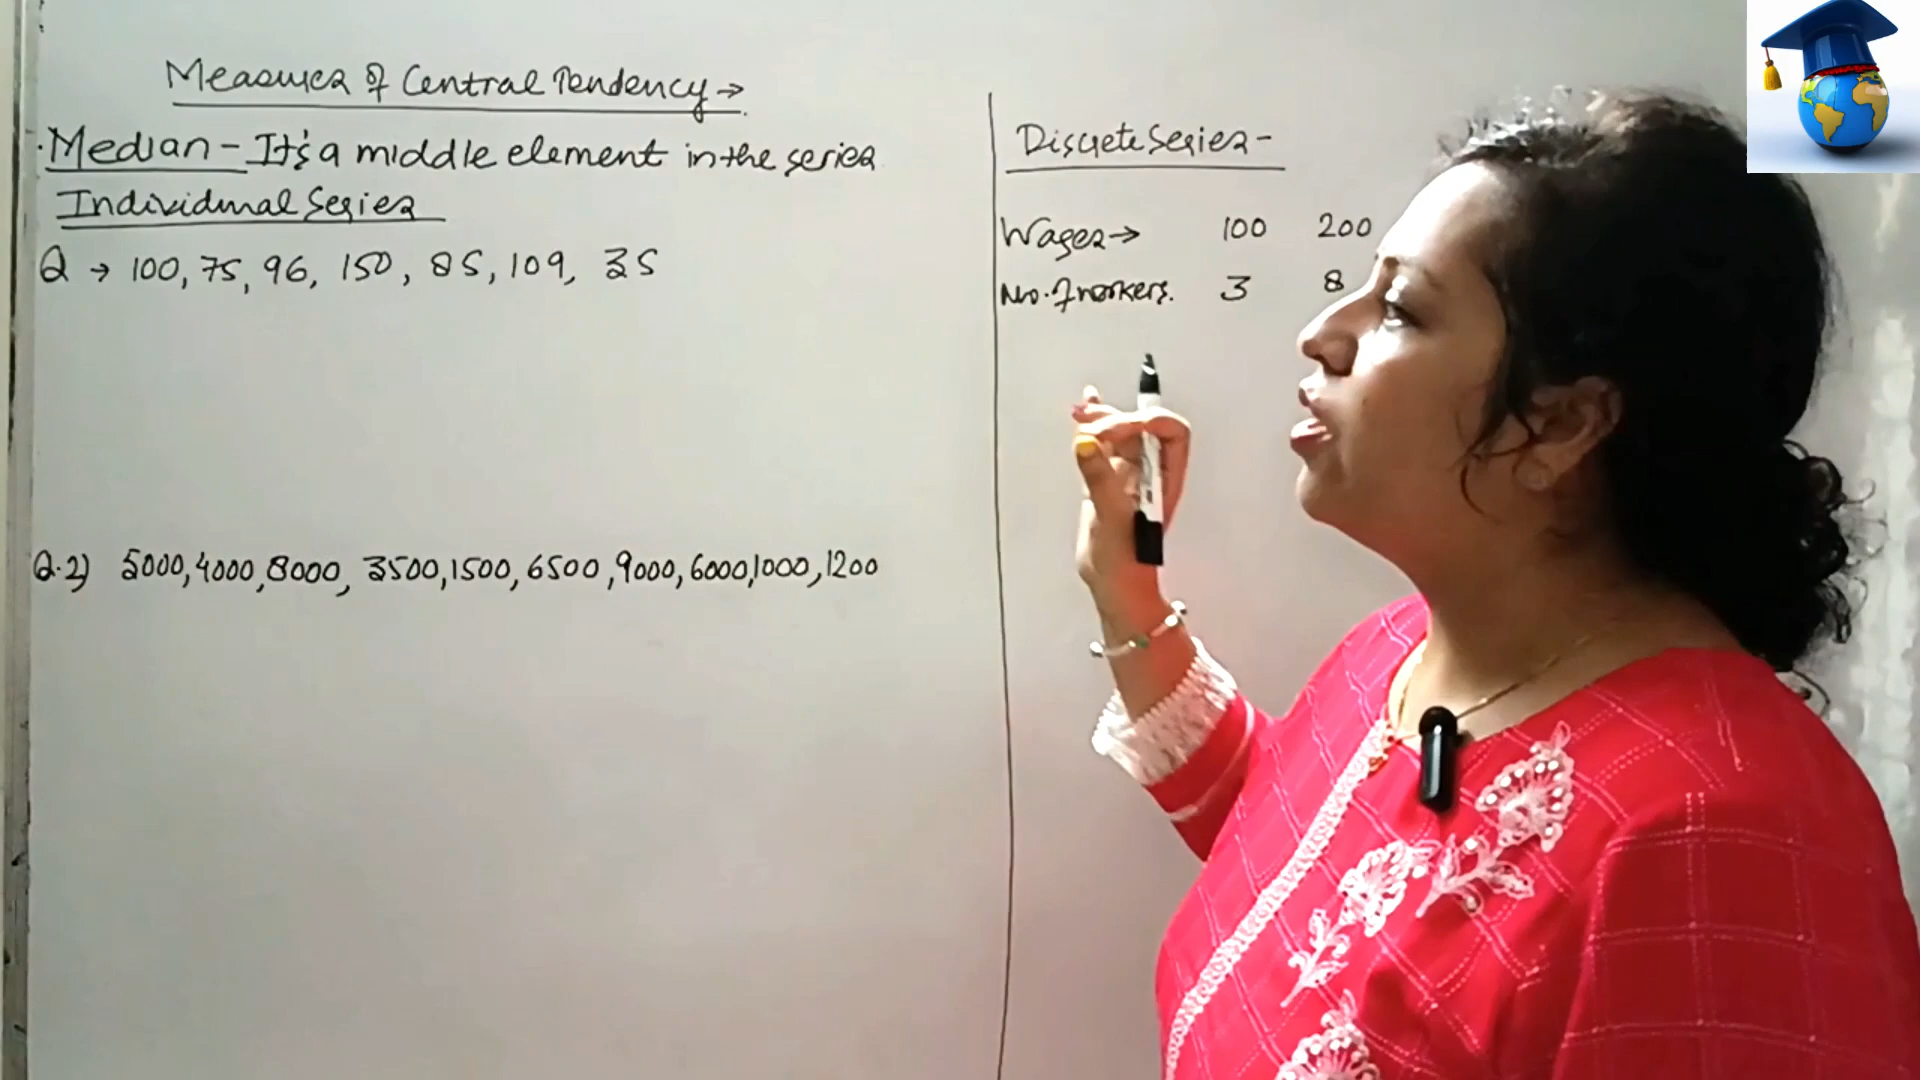 Measures of Central Tendency →
Median - It's a middle element in the series
Individual Series
Q → 100, 75, 96, 150, 85, 109, 35
Q.2) 5000, 4000, 8000, 3500, 1500, 6500, 9000, 6000, 1000, 1200
Discrete Series -
Wages → 100 200
No. of workers. 3 8